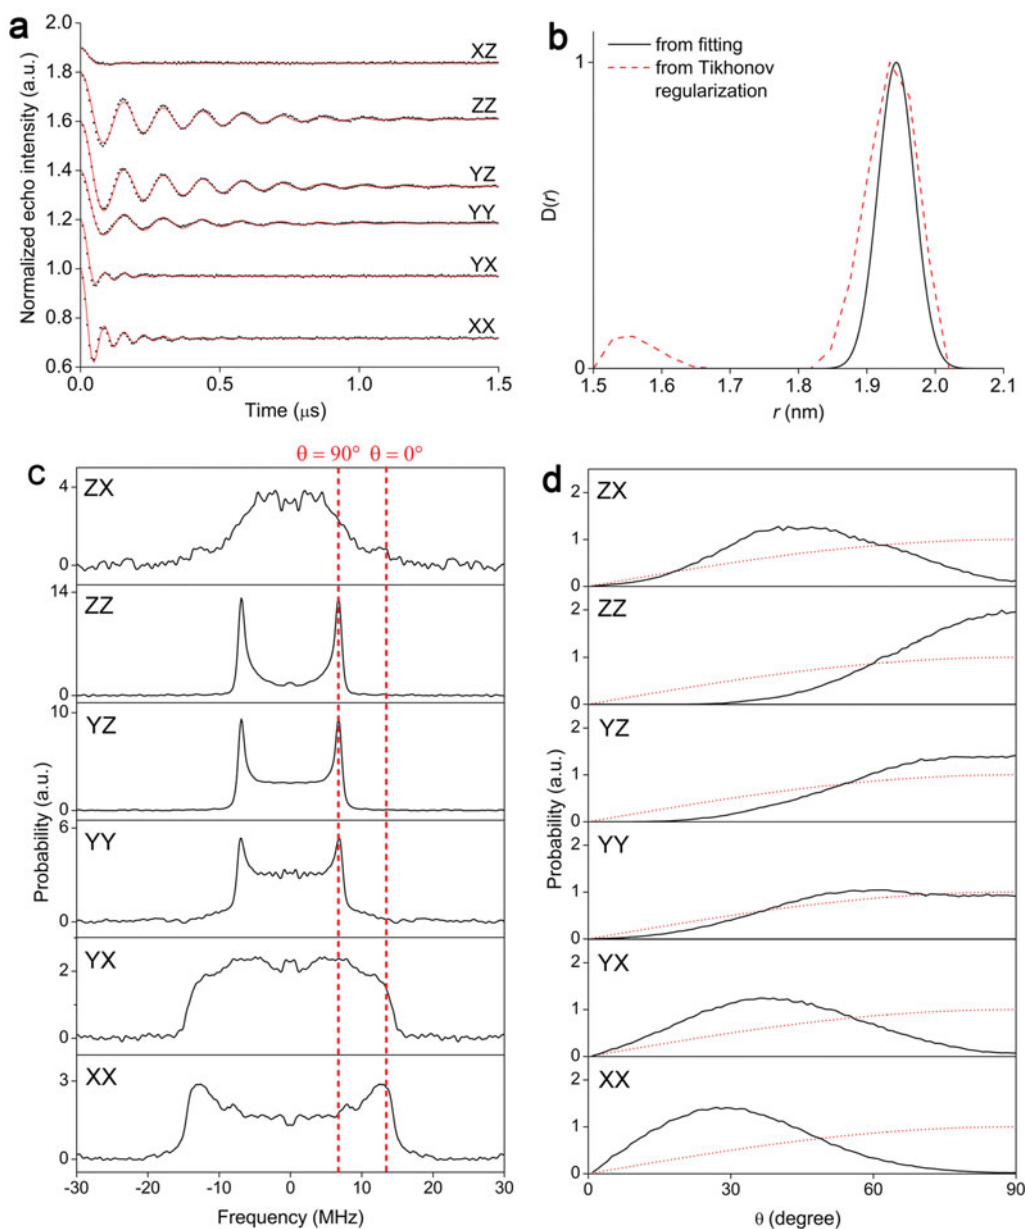 a
Normalized echo intensity (a.u.)
2.0
1.8
1.6
1.4
1.2
1.0
0.8
0.6
XZ
ZZ
YZ
YY
YX
XX
0.0 0.5 1.0 1.5
Time (μs)
b
from fitting
from Tikhonov
regularization
D(r)
1
0
1.5 1.6 1.7 1.8 1.9 2.0 2.1
r (nm)
c
θ = 90° θ = 0°
Probability (a.u.)
ZX
4
0
ZZ
14
0
YZ
10
0
YY
6
0
YX
2
0
XX
3
0
-30 -20 -10 0 10 20 30
Frequency (MHz)
d
Probability (a.u.)
ZX
2
1
0
ZZ
2
1
0
YZ
2
1
0
YY
2
1
0
YX
2
1
0
XX
2
1
0
0 30 60 90
θ (degree)